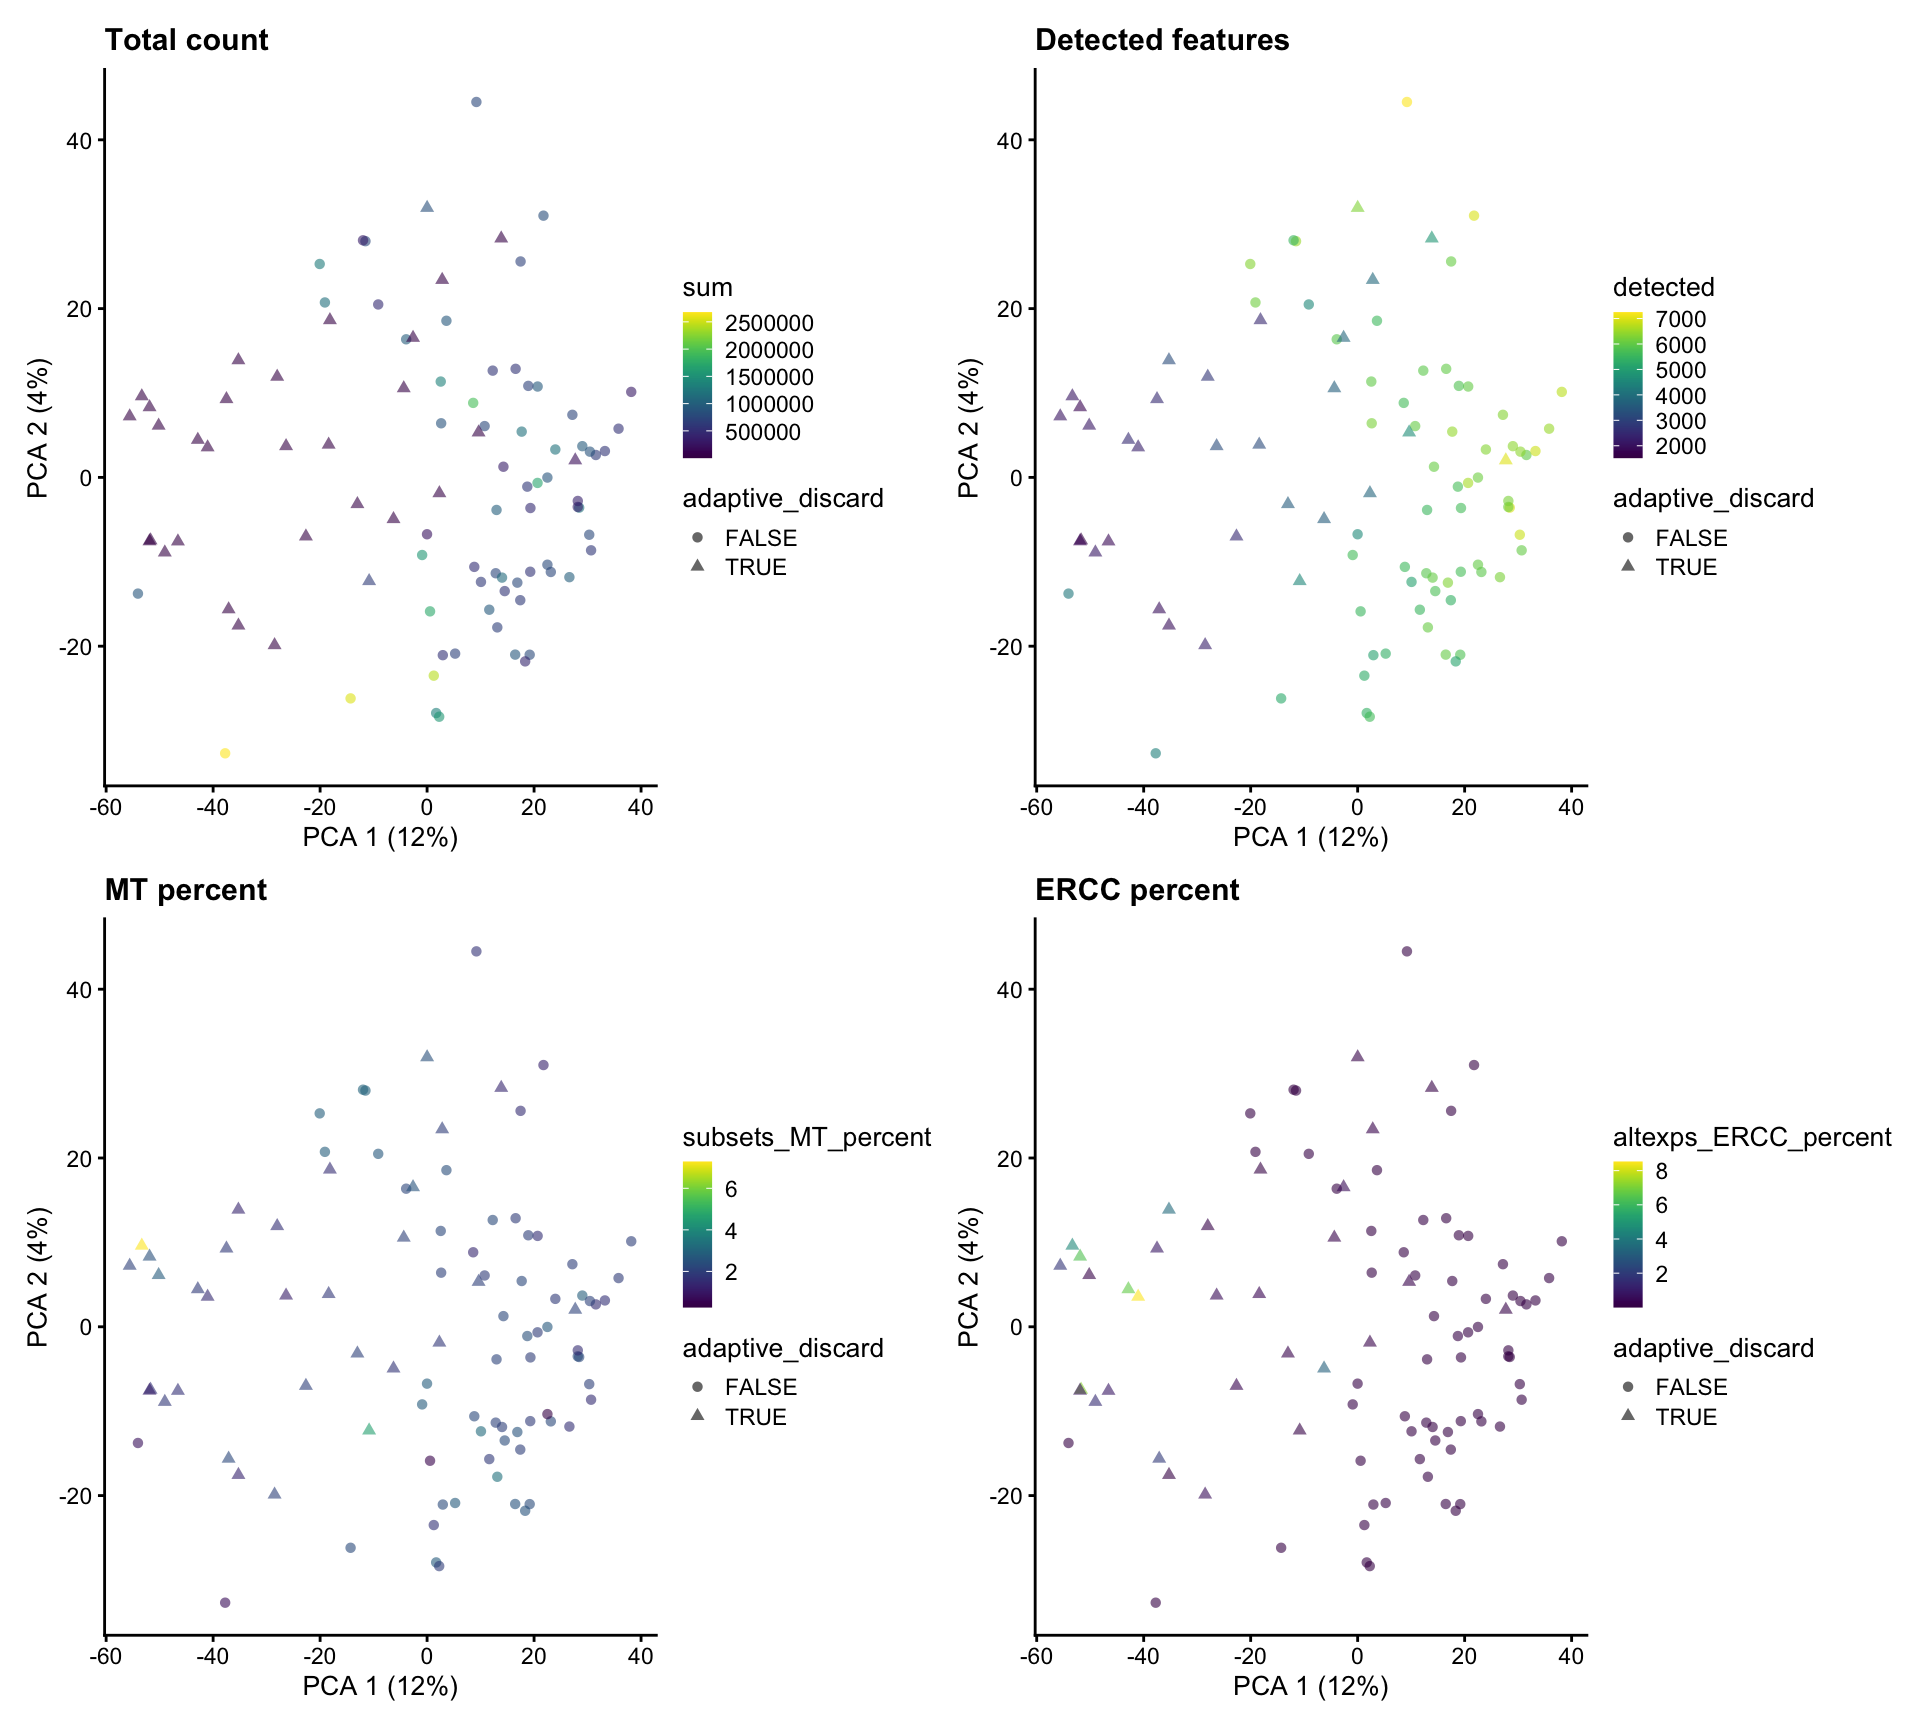 Total count
40
20
0
-20
-60
-40
-20
0
20
40
PCA 1 (12%)
PCA 2 (4%)
sum
2500000
2000000
1500000
1000000
500000
adaptive_discard
FALSE
TRUE
Detected features
40
20
0
-20
-60
-40
-20
0
20
40
PCA 1 (12%)
PCA 2 (4%)
detected
7000
6000
5000
4000
3000
2000
adaptive_discard
FALSE
TRUE
MT percent
40
20
0
-20
-60
-40
-20
0
20
40
PCA 1 (12%)
PCA 2 (4%)
subsets_MT_percent
6
4
2
adaptive_discard
FALSE
TRUE
ERCC percent
40
20
0
-20
-60
-40
-20
0
20
40
PCA 1 (12%)
PCA 2 (4%)
altexps_ERCC_percent
8
6
4
2
adaptive_discard
FALSE
TRUE